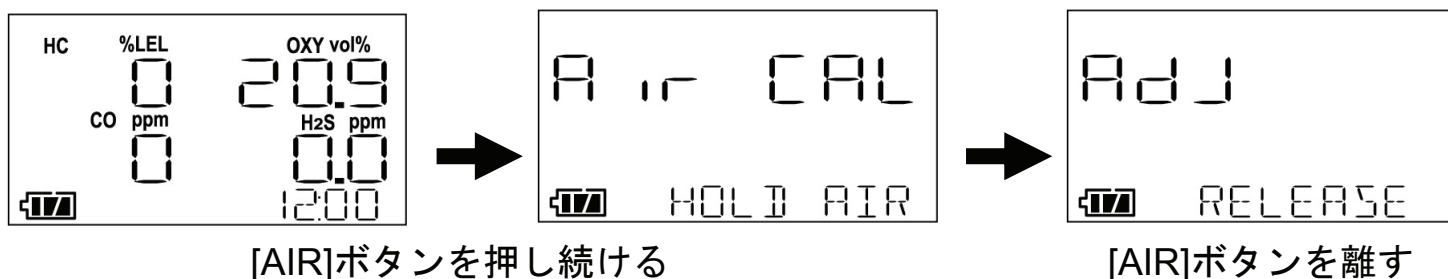 HC %LEL OXY vol%
0 20.9
CO ppm H2S ppm
0 0.0
12:00
Air CAL
HOLD AIR
AdJ
RELEASE
[AIR]ボタンを押し続ける
[AIR]ボタンを離す